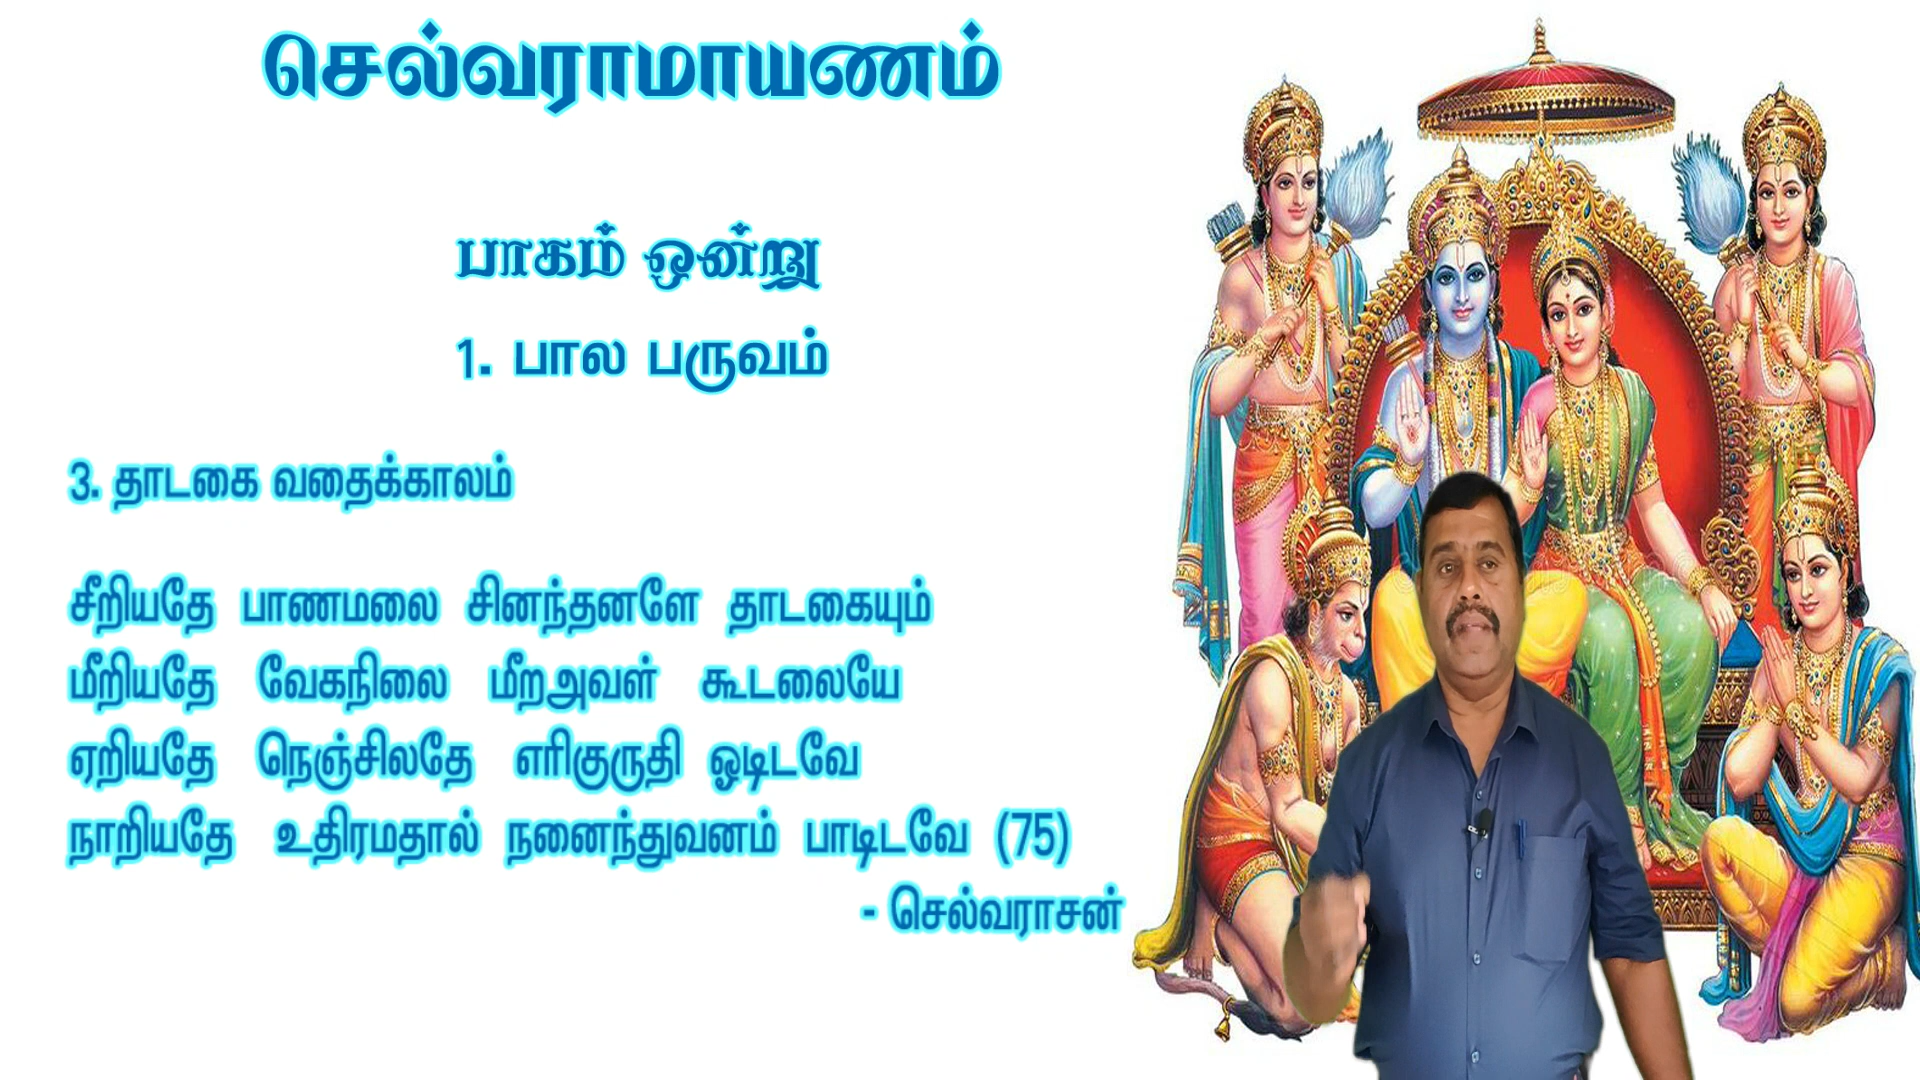 செல்வராமாயணம்
பாகம் ஒன்று
1. பால பருவம்
3. தாடகை வதைக்காலம்
சீறியதே பாணமலை சினந்தனளே தாடகையும்
மீறியதே வேகநிலை மீறஅவள் கூடலையே
ஏறியதே நெஞ்சிலதே எரிகுருதி ஓடிடவே
நாறியதே உதிரமதால் நனைந்துவனம் பாடிடவே (75)
- செல்வராசன்